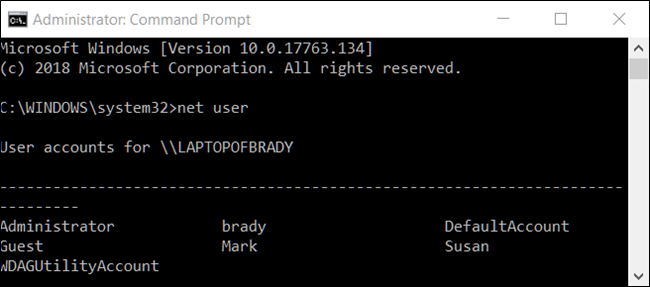 Administrator: Command Prompt
Microsoft Windows [Version 10.0.17763.134]
(c) 2018 Microsoft Corporation. All rights reserved.
C:\WINDOWS\system32>net user
User accounts for \\LAPTOPOFBRADY
-------------------------------------------------------------------------------
Administrator            brady                    DefaultAccount
Guest                    Mark                     Susan
WDAGUtilityAccount